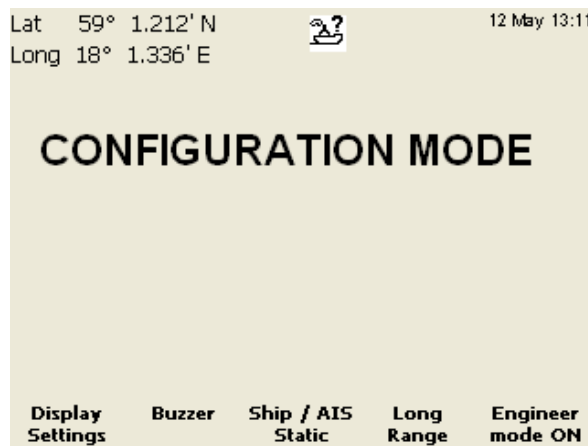 Lat 59° 1.212' N
12 May 13:11
Long 18° 1.336' E
?
CONFIGURATION MODE
Display Settings
Buzzer
Ship / AIS Static
Long Range
Engineer mode ON